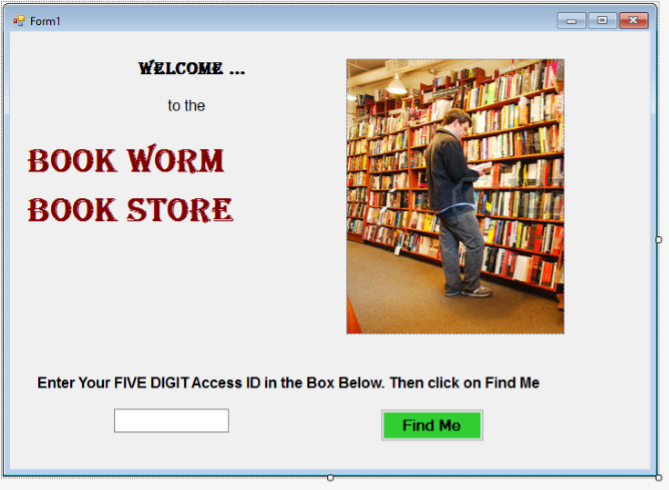 Form1
WELCOME ...
to the
BOOK WORM
BOOK STORE
Enter Your FIVE DIGIT Access ID in the Box Below. Then click on Find Me
Find Me